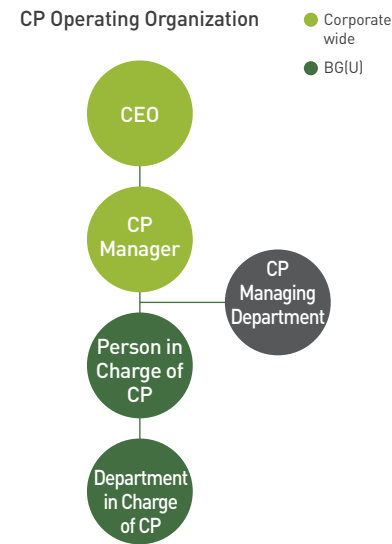 CP Operating Organization
Corporate
wide
BG(U)
CEO
CP
Manager
CP
Managing
Department
Person in
Charge of
CP
Department
in Charge
of CP